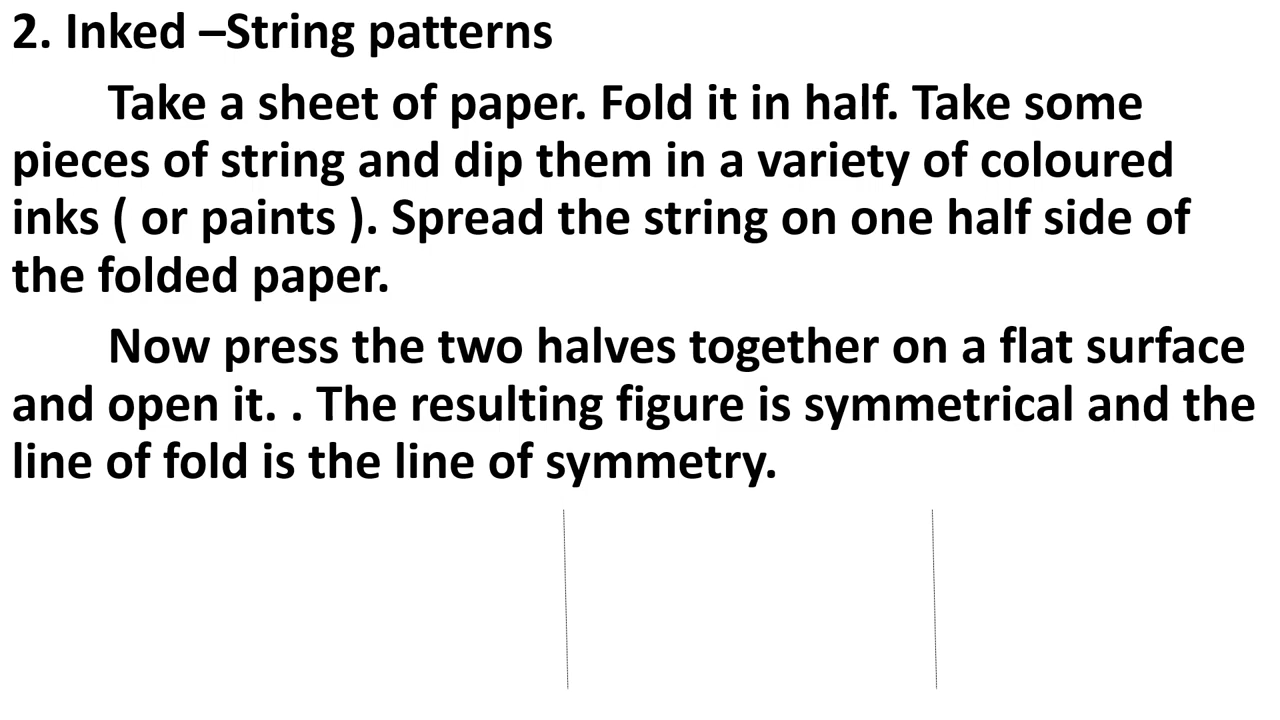 2. Inked –String patterns
Take a sheet of paper. Fold it in half. Take some
pieces of string and dip them in a variety of coloured
inks ( or paints ). Spread the string on one half side of
the folded paper.
Now press the two halves together on a flat surface
and open it. . The resulting figure is symmetrical and the
line of fold is the line of symmetry.